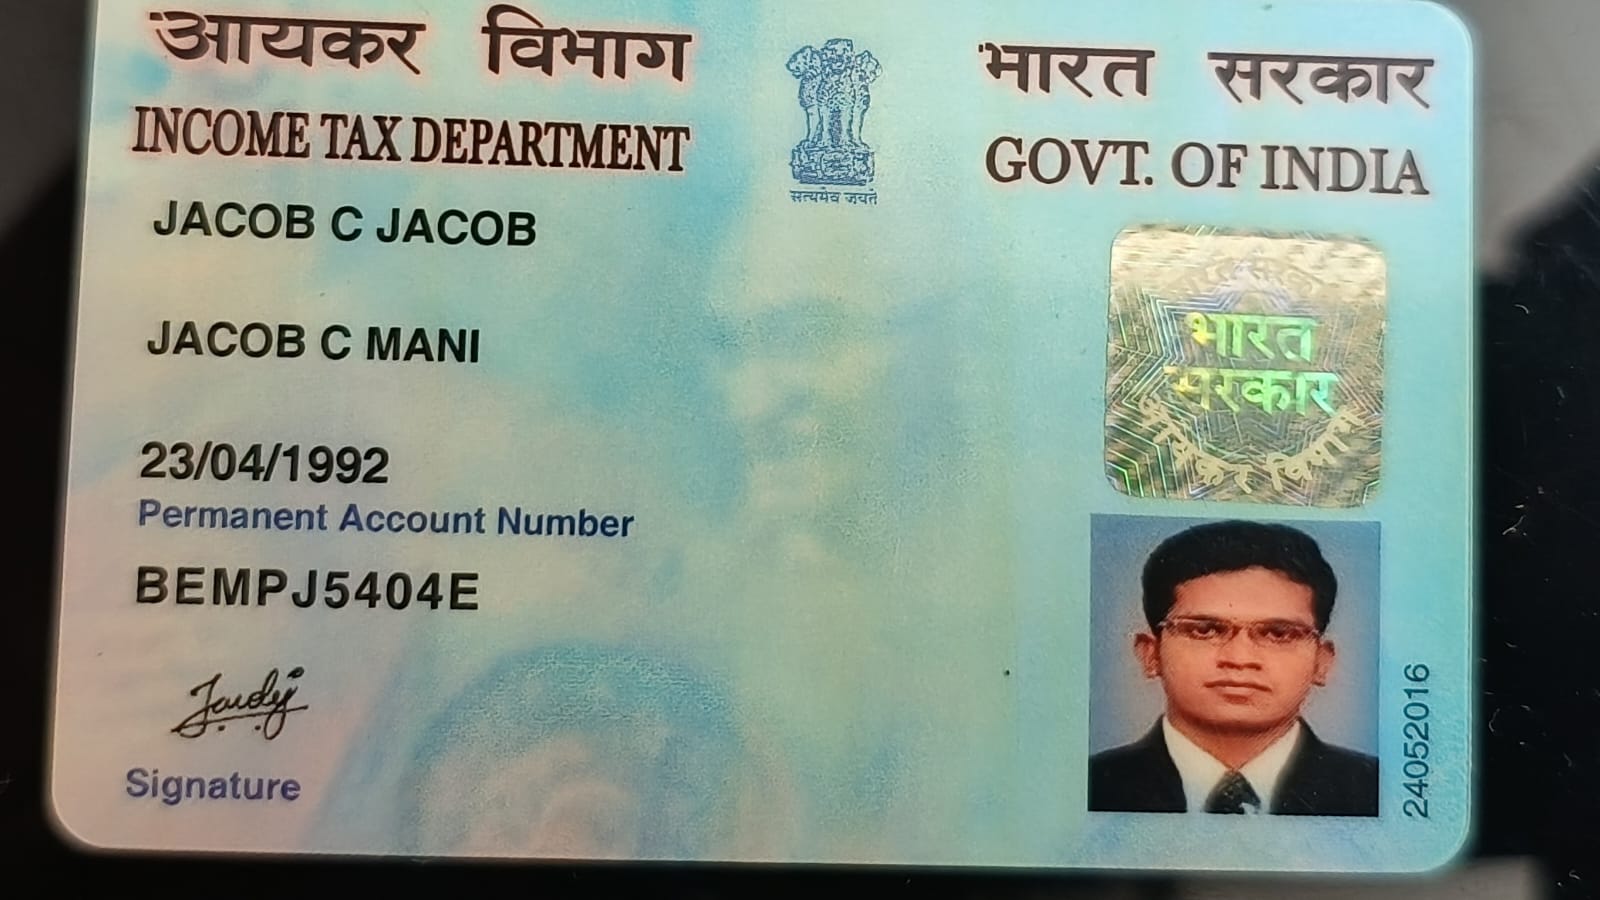 आयकर विभाग
INCOME TAX DEPARTMENT
भारत सरकार
GOVT. OF INDIA
सत्यमेव जयते
JACOB C JACOB
JACOB C MANI
23/04/1992
Permanent Account Number
BEMPJ5404E
Signature
भारत
सरकार
आयकर विभाग
24052016